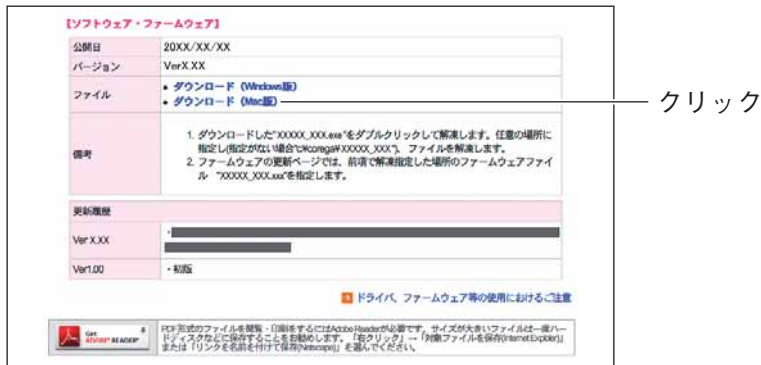 【ソフトウェア・ファームウェア】
公開日 20XX/XX/XX
バージョン VerX.XX
ファイル
• ダウンロード（Windows版）
• ダウンロード（Mac版）
クリック
備考
1. ダウンロードした"XXXXX_XXX.exe"をダブルクリックして解凍します。任意の場所に
指定し(指定がない場合"c:¥corega¥XXXXX_XXX")、ファイルを解凍します。
2. ファームウェアの更新ページでは、前項で解凍指定した場所のファームウェアファイ
ル "XXXXX_XXX.xxx"を指定します。
更新履歴
Ver X.XX ・
Ver1.00 ・初版
ドライバ、ファームウェア等の使用におけるご注意
Get
ADOBE® READER®
PDF形式のファイルを閲覧・印刷をするにはAdobe Readerが必要です。サイズが大きいファイルは一度ハー
ドディスクなどに保存することをお勧めします。「右クリック」→「対象ファイルを保存(Internet Explorer)」
または「リンクを名前を付けて保存(Netscape)」を選んでください。